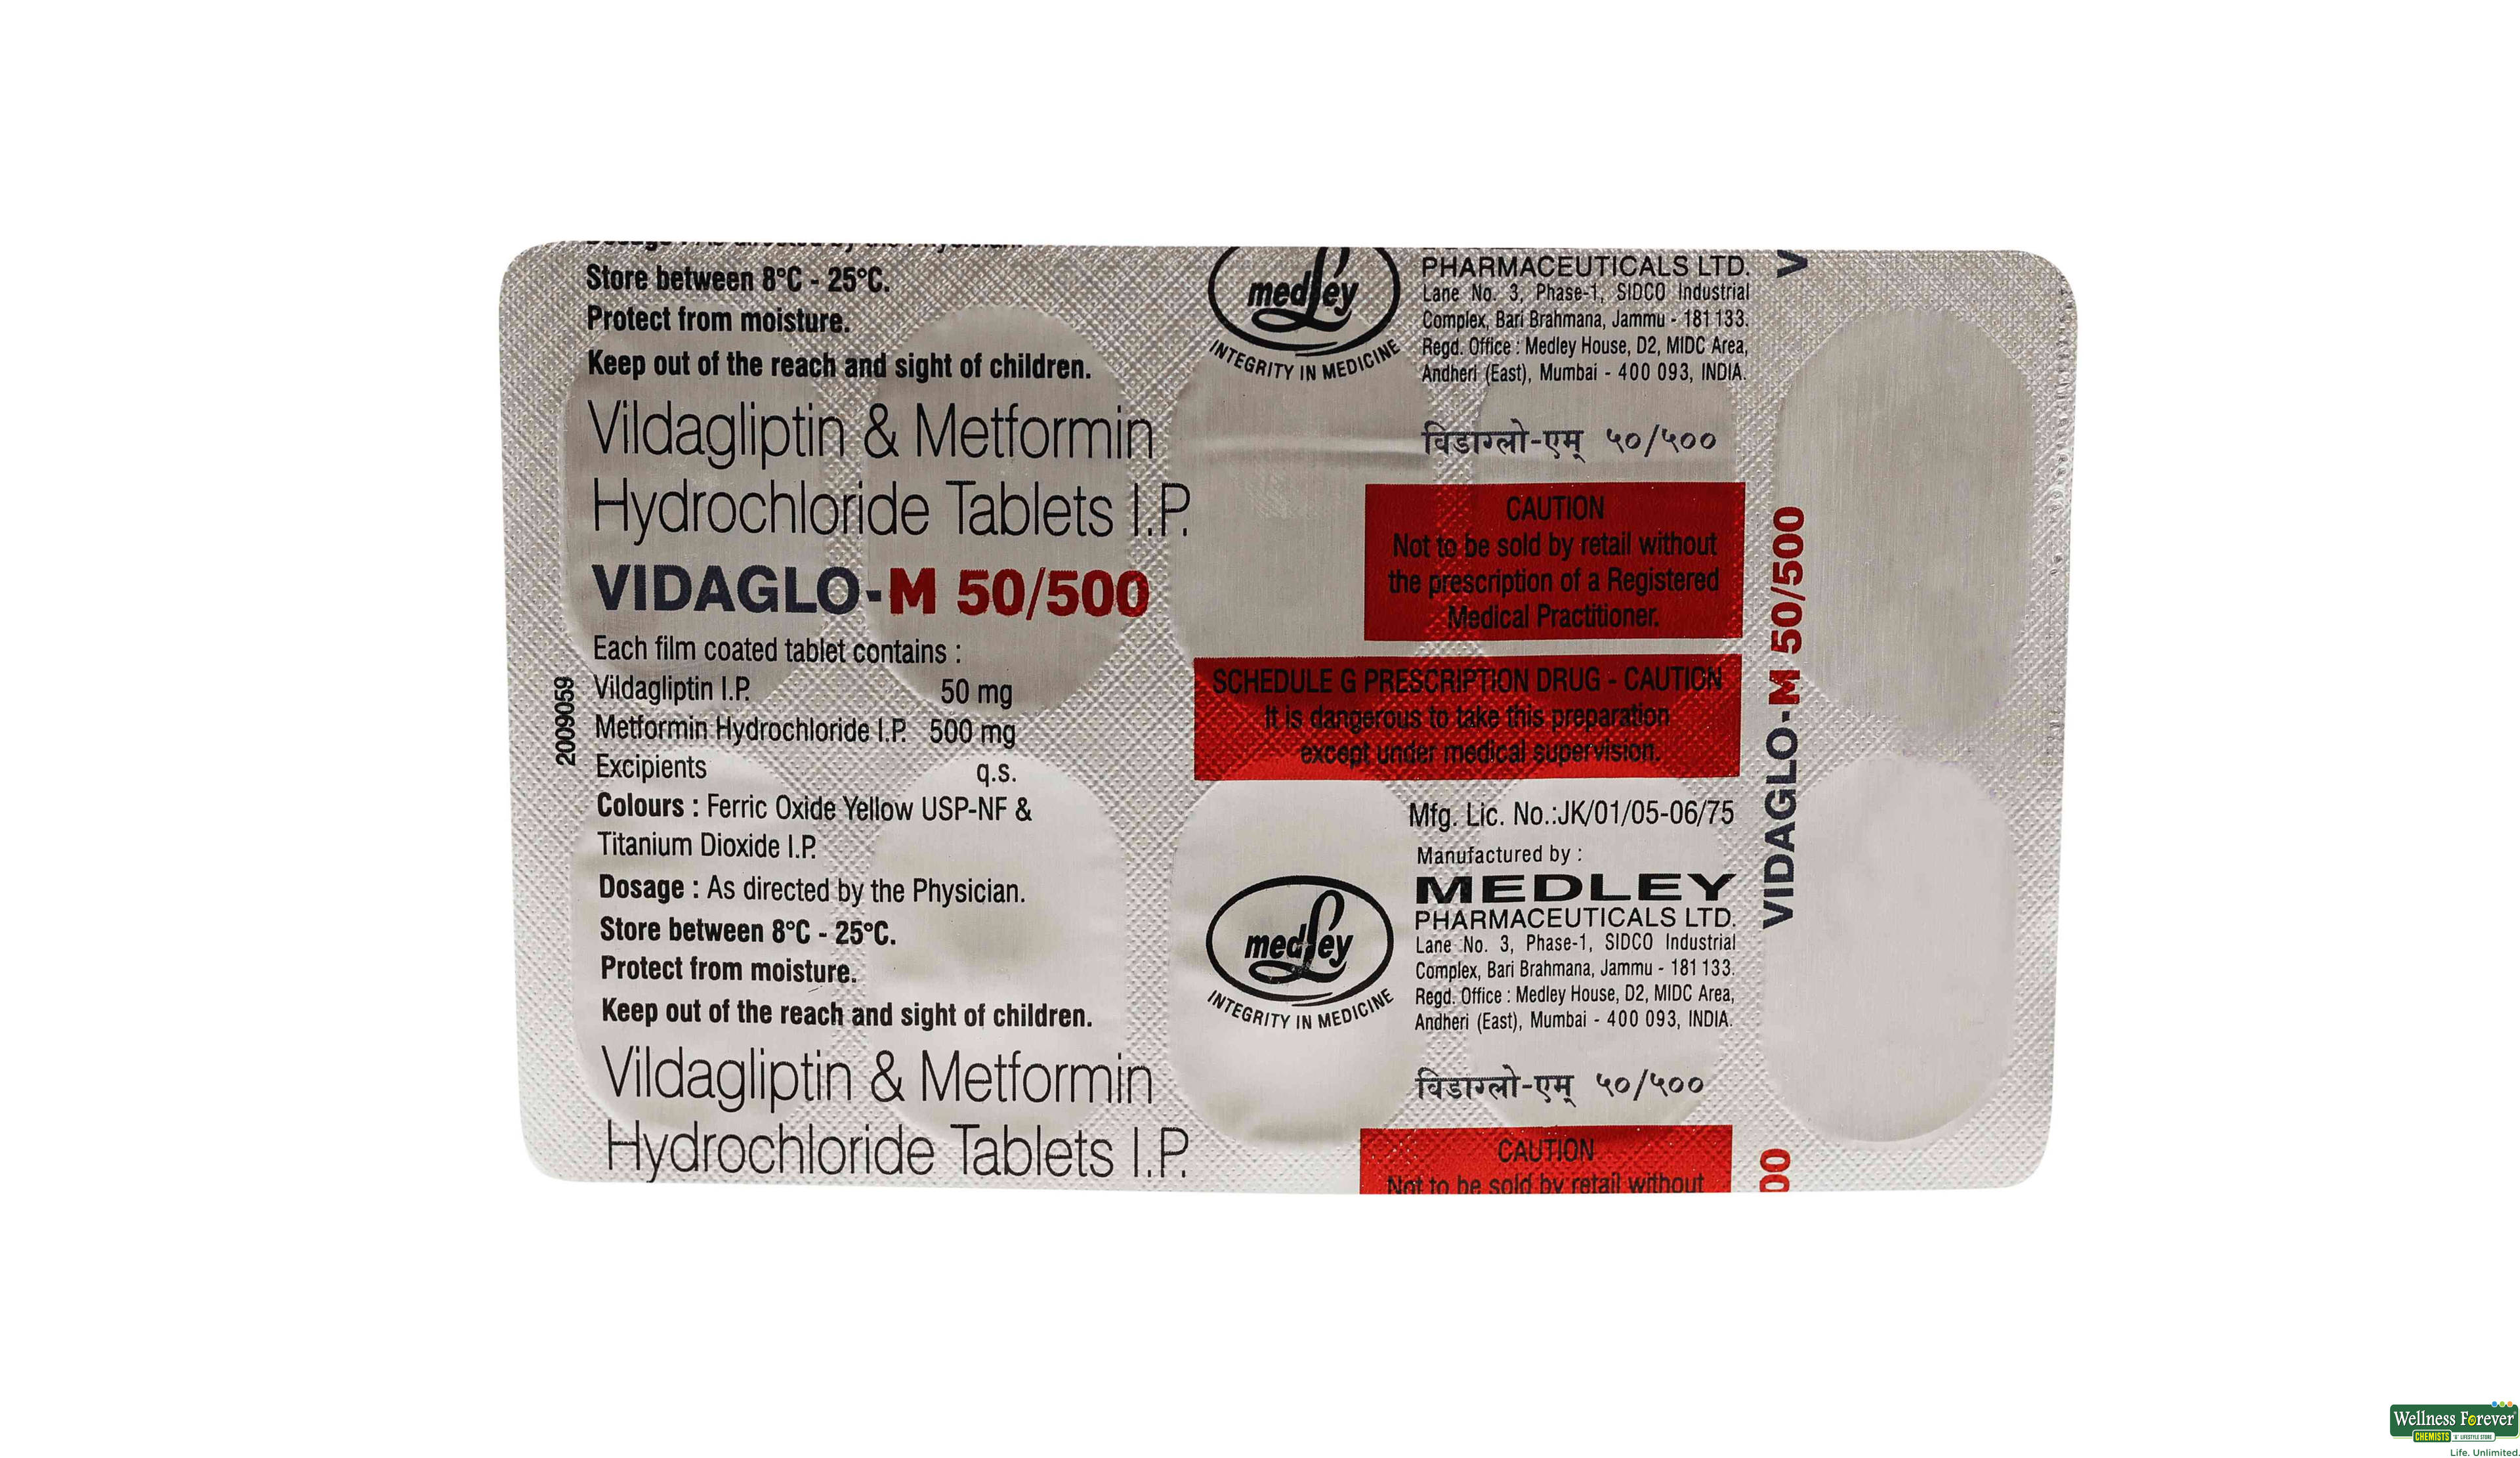 Store between 8°C - 25°C.
Protect from moisture.
Keep out of the reach and sight of children.
Vildagliptin & Metformin
Hydrochloride Tablets I.P.
VIDAGLO-M 50/500
Each film coated tablet contains :
Vildagliptin I.P. 50 mg
Metformin Hydrochloride I.P. 500 mg
Excipients q.s.
Colours : Ferric Oxide Yellow USP-NF &
Titanium Dioxide I.P.
Dosage : As directed by the Physician.
Store between 8°C - 25°C.
Protect from moisture.
Keep out of the reach and sight of children.
Vildagliptin & Metformin
Hydrochloride Tablets I.P.
2009059
medley
INTEGRITY IN MEDICINE
PHARMACEUTICALS LTD.
Lane No. 3, Phase-1, SIDCO Industrial
Complex, Bari Brahmana, Jammu - 181 133.
Regd. Office : Medley House, D2, MIDC Area,
Andheri (East), Mumbai - 400 093, INDIA.
विडाग्लो-एम् ५०/५००
CAUTION
Not to be sold by retail without
the prescription of a Registered
Medical Practitioner.
SCHEDULE G PRESCRIPTION DRUG - CAUTION
It is dangerous to take this preparation
except under medical supervision.
Mfg. Lic. No.:JK/01/05-06/75
Manufactured by :
MEDLEY
PHARMACEUTICALS LTD.
Lane No. 3, Phase-1, SIDCO Industrial
Complex, Bari Brahmana, Jammu - 181 133.
Regd. Office : Medley House, D2, MIDC Area,
Andheri (East), Mumbai - 400 093, INDIA.
medley
INTEGRITY IN MEDICINE
विडाग्लो-एम् ५०/५००
CAUTION
Not to be sold by retail without
V
VIDAGLO-M 50/500
00
Wellness Forever
CHEMISTS & LIFESTYLE STORE
Life. Unlimited.